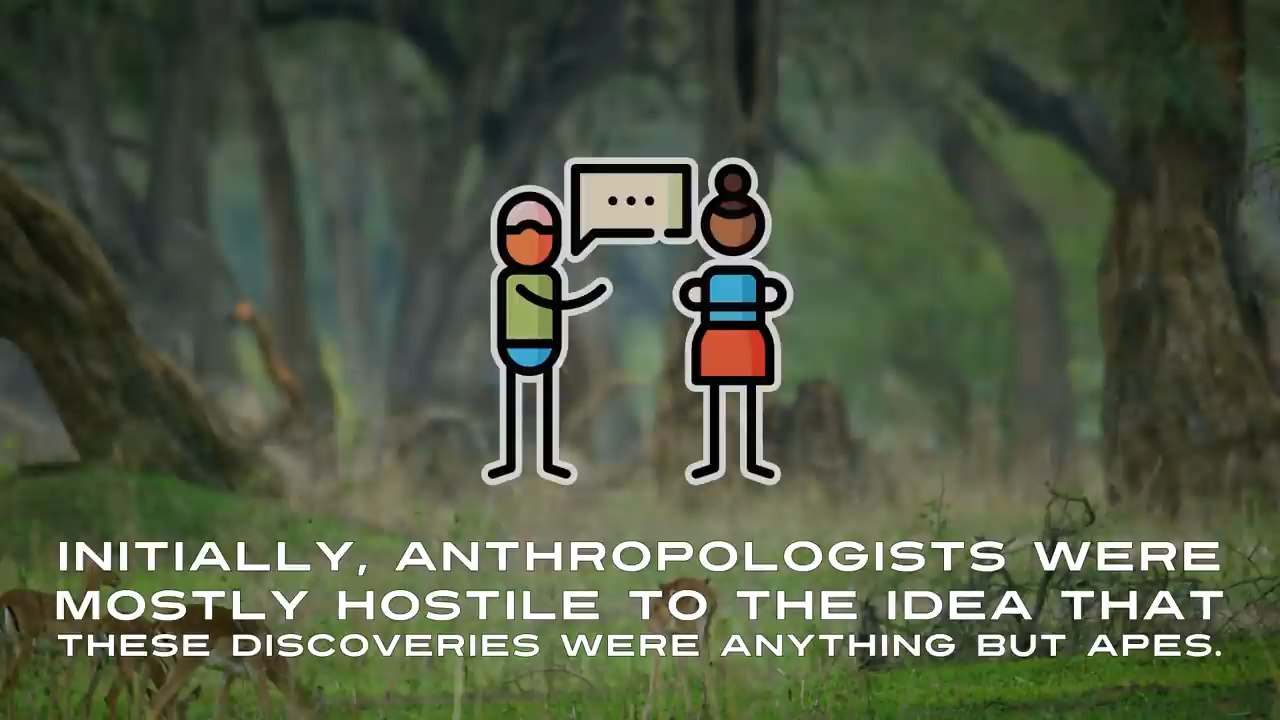 INITIALLY, ANTHROPOLOGISTS WERE
MOSTLY HOSTILE TO THE IDEA THAT
THESE DISCOVERIES WERE ANYTHING BUT APES.